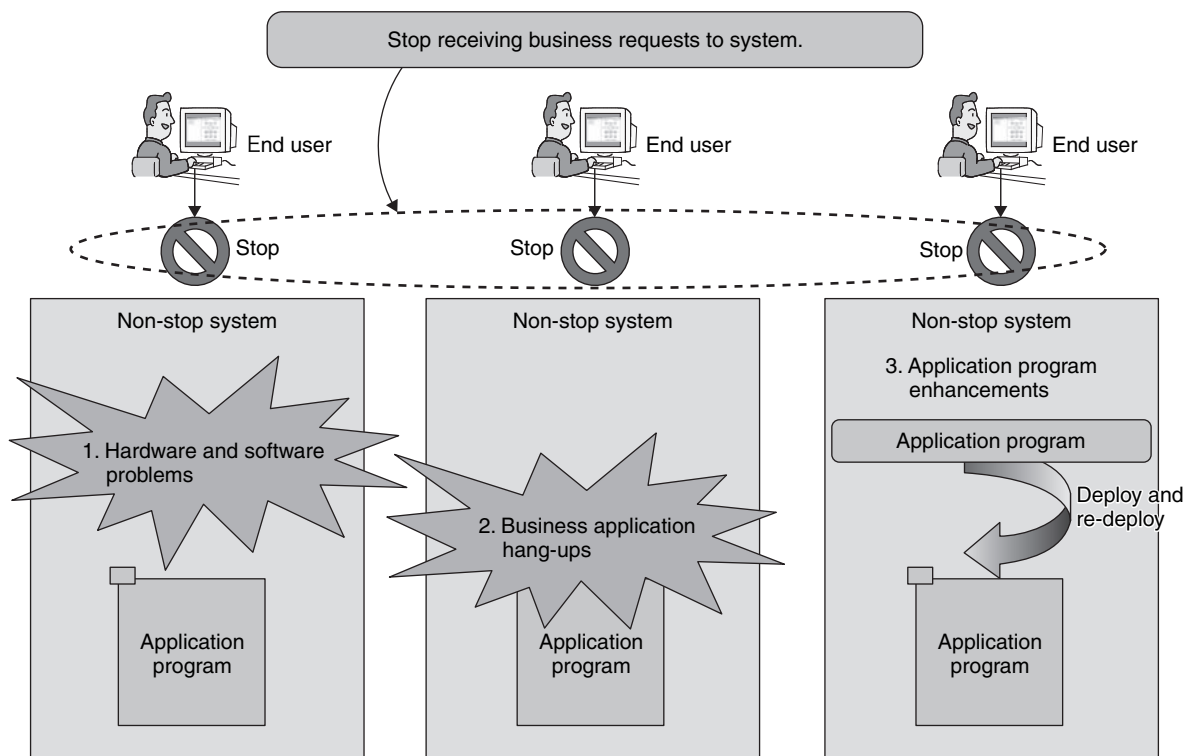 Stop receiving business requests to system.
End user
End user
End user
Stop
Stop
Stop
Non-stop system
1. Hardware and software
problems
Application
program
Non-stop system
2. Business application
hang-ups
Application
program
Non-stop system
3. Application program
enhancements
Application program
Deploy and
re-deploy
Application
program